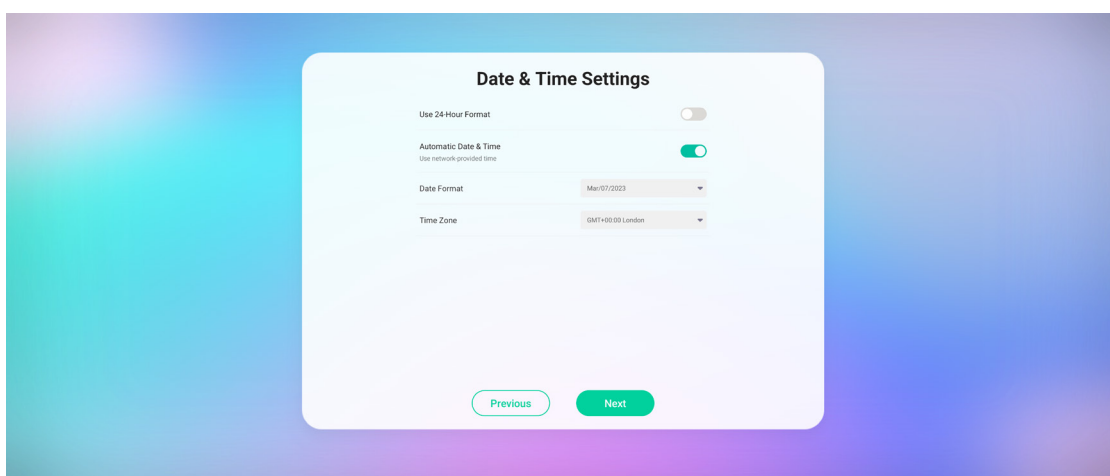 Date & Time Settings
Use 24-Hour Format
Automatic Date & Time
Use network-provided time
Date Format
Mar/07/2023
Time Zone
GMT+00:00 London
Previous
Next